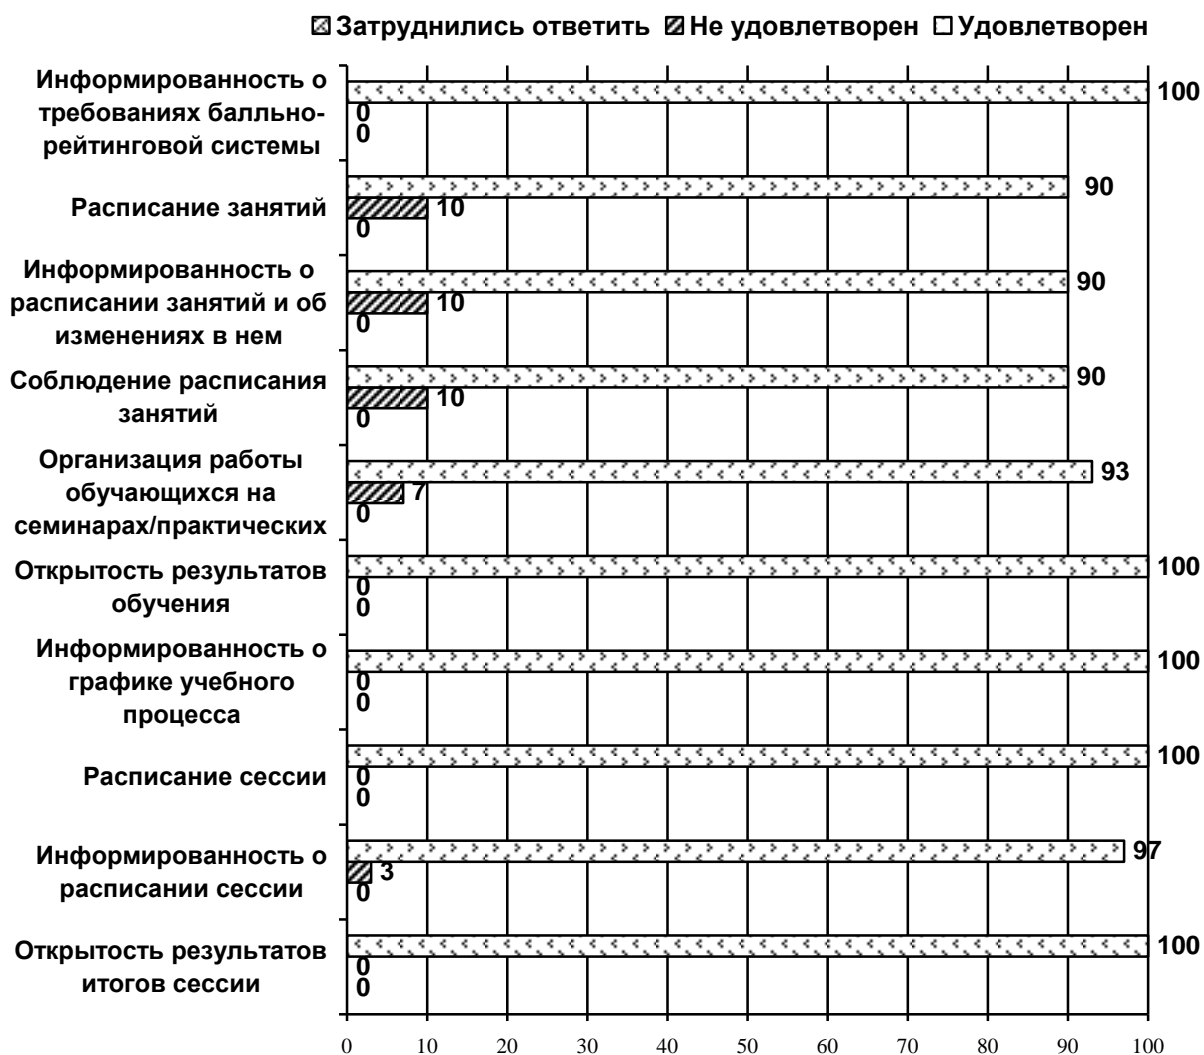 Затруднились ответить Не удовлетворен Удовлетворен
Информированность о
требованиях балльно-
рейтинговой системы
100
0
0
Расписание занятий
90
10
0
Информированность о
расписании занятий и об
изменениях в нем
90
10
0
Соблюдение расписания
занятий
90
10
0
Организация работы
обучающихся на
семинарах/практических
93
7
0
Открытость результатов
обучения
100
0
0
Информированность о
графике учебного
процесса
100
0
0
Расписание сессии
100
0
0
Информированность о
расписании сессии
97
3
0
Открытость результатов
итогов сессии
100
0
0
0 10 20 30 40 50 60 70 80 90 100